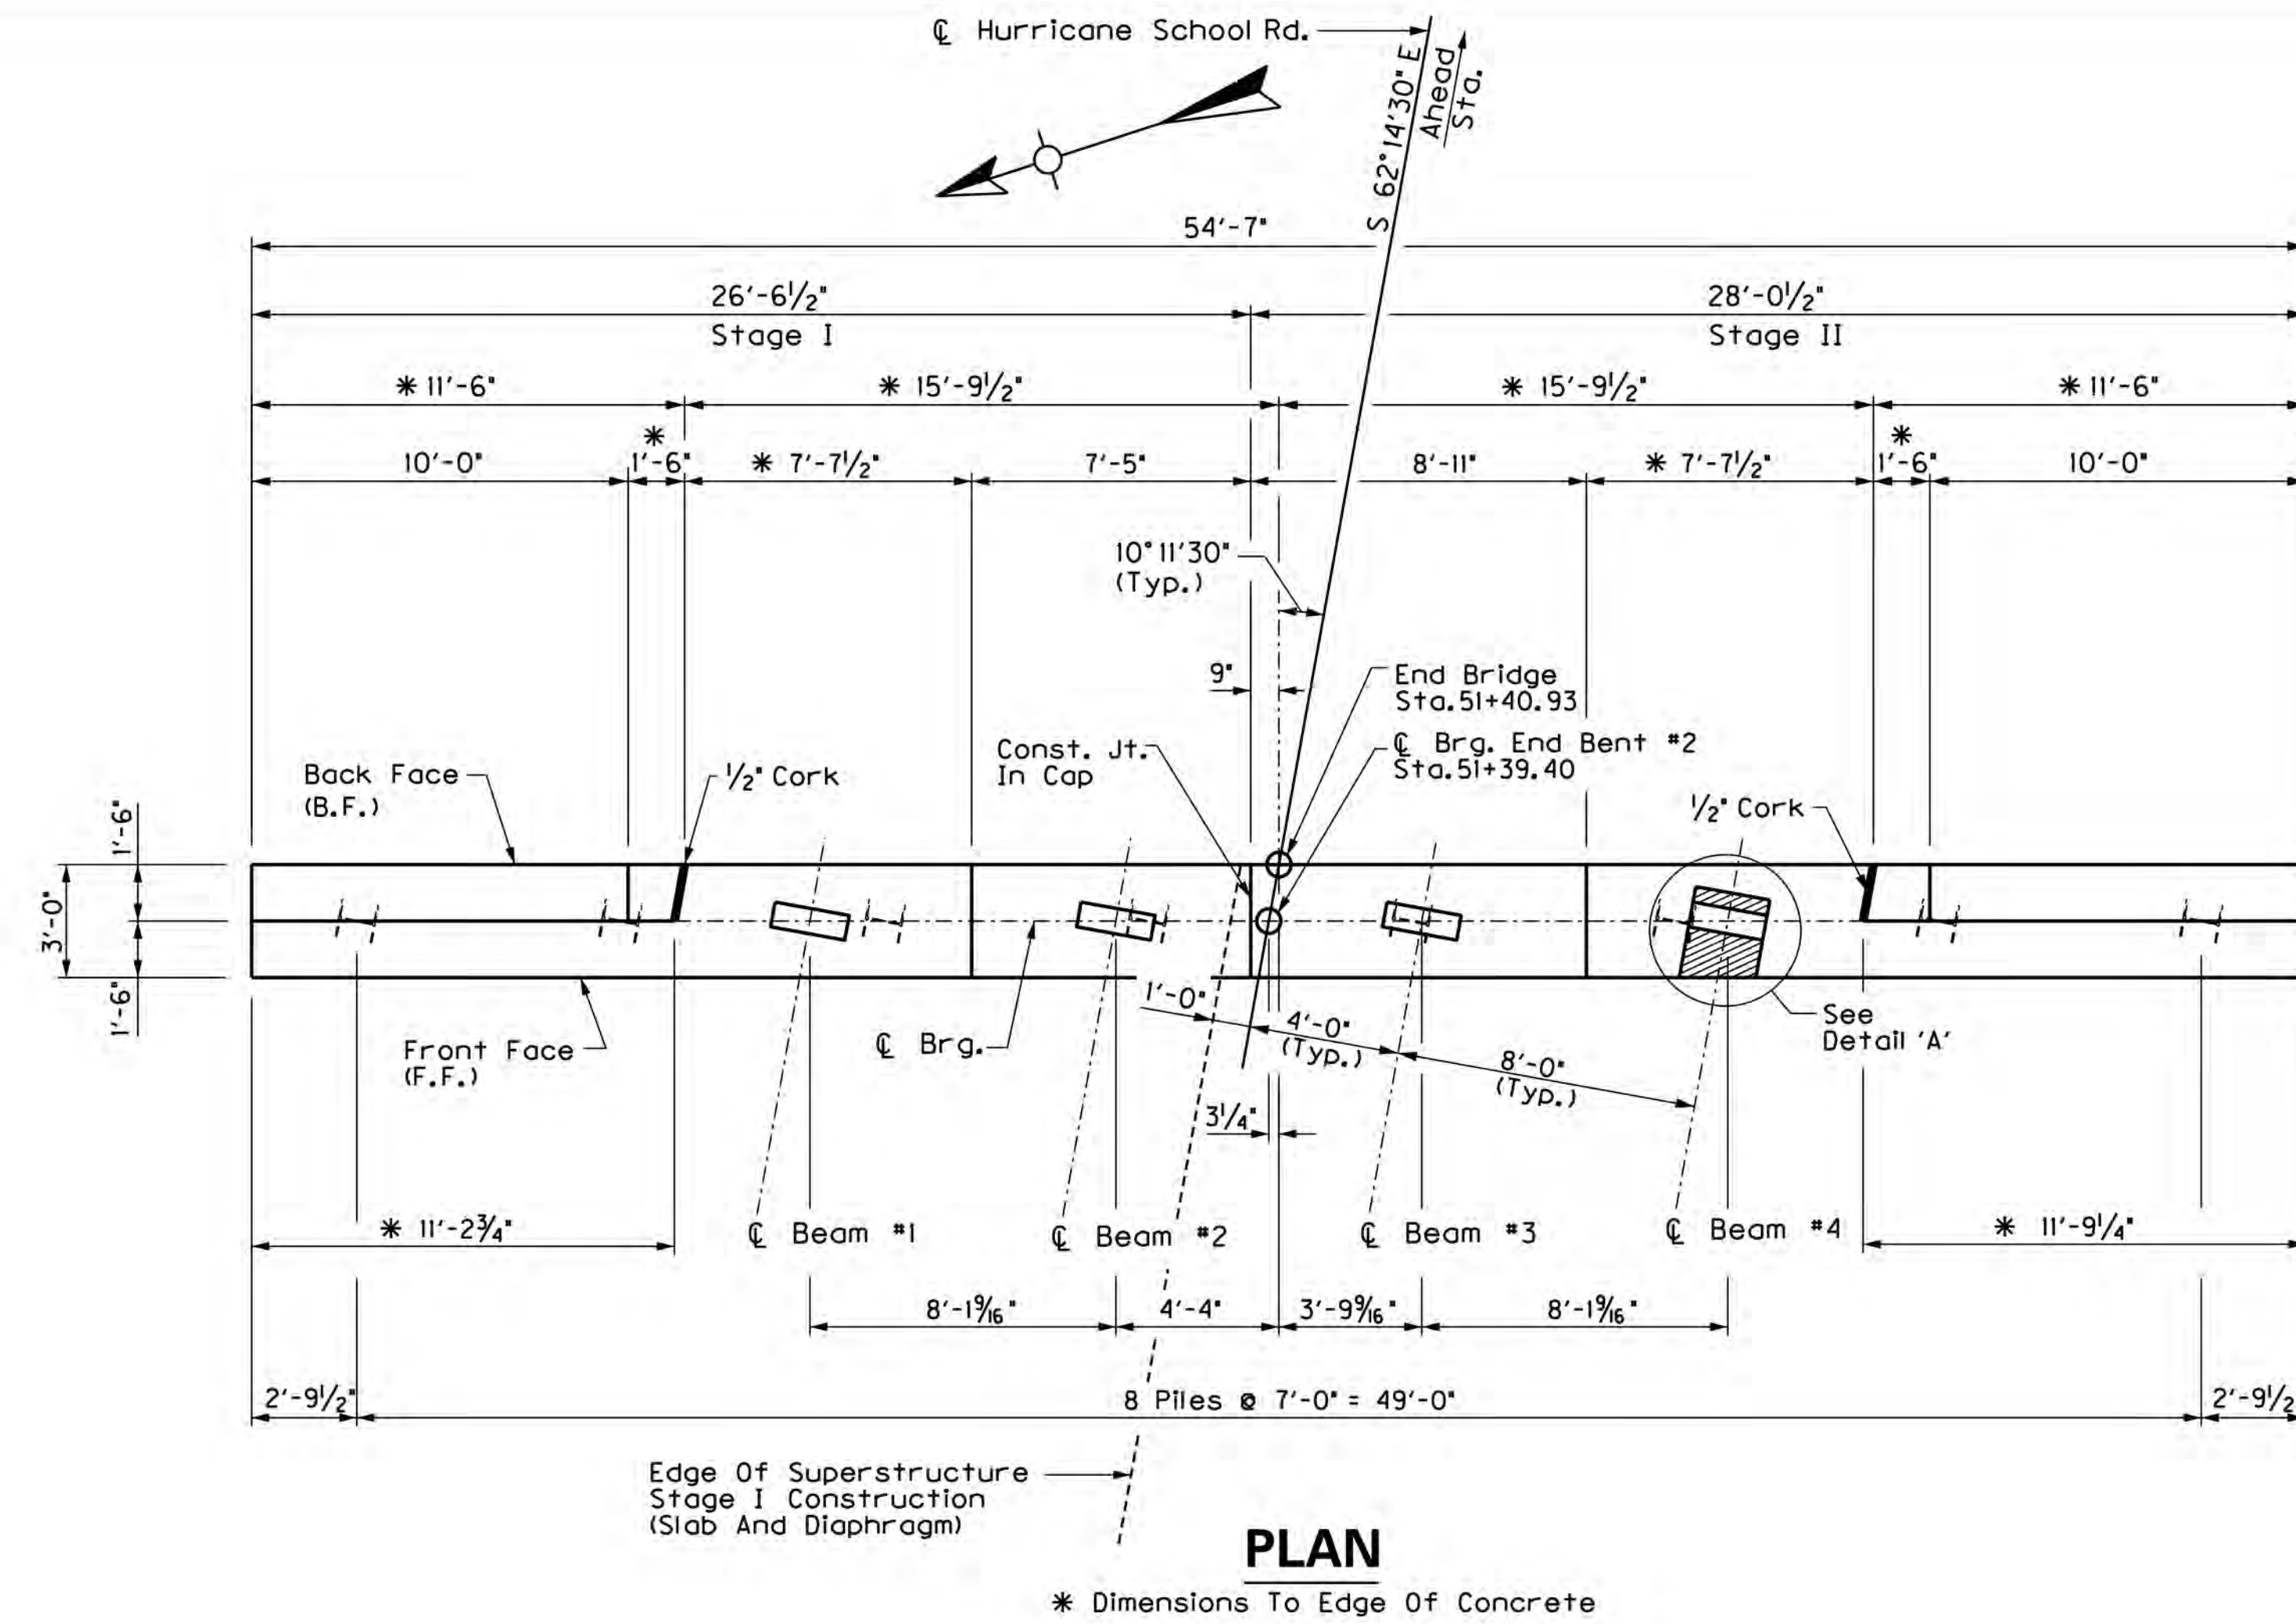 ℄ Hurricane School Rd.
S 62°14'30" E
Ahead
Sta.
54'-7"
26'-6½"
Stage I
28'-0½"
Stage II
* 11'-6"
* 15'-9½"
* 15'-9½"
* 11'-6"
10'-0"
*
1'-6"
* 7'-7½"
7'-5"
8'-11"
* 7'-7½"
*
1'-6"
10'-0"
10°11'30"
(Typ.)
9"
End Bridge
Sta.51+40.93
℄ Brg. End Bent #2
Sta.51+39.40
Const. Jt.
In Cap
Back Face
(B.F.)
½" Cork
½" Cork
1'-6"
3'-0"
1'-6"
Front Face
(F.F.)
℄ Brg.
1'-0"
4'-0"
(Typ.)
8'-0"
(Typ.)
See
Detail 'A'
3¼"
* 11'-2¾"
℄ Beam #1
℄ Beam #2
℄ Beam #3
℄ Beam #4
* 11'-9¼"
8'-1⁹⁄₁₆"
4'-4"
3'-9⁹⁄₁₆"
8'-1⁹⁄₁₆"
2'-9½"
8 Piles @ 7'-0" = 49'-0"
2'-9½
Edge Of Superstructure
Stage I Construction
(Slab And Diaphragm)
PLAN
* Dimensions To Edge Of Concrete